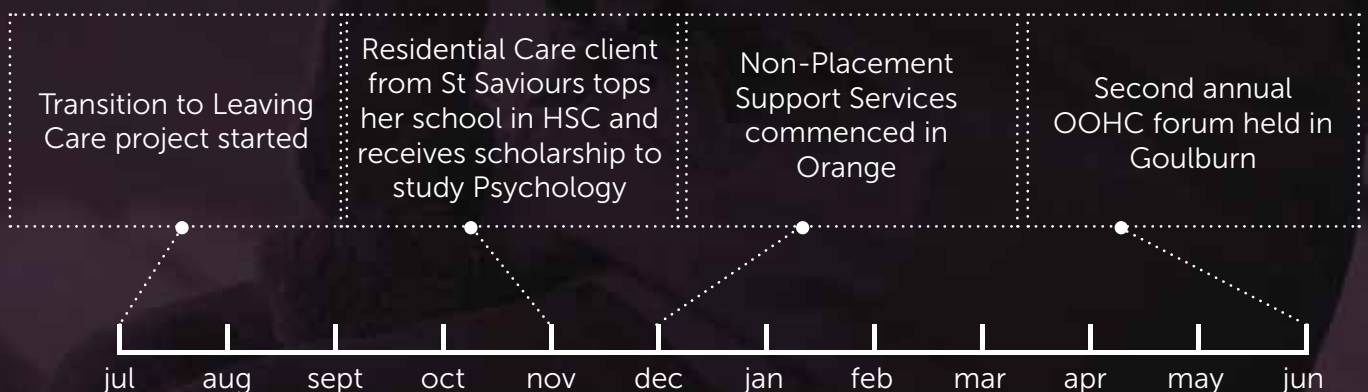 Transition to Leaving
Care project started
Residential Care client
from St Saviours tops
her school in HSC and
receives scholarship to
study Psychology
Non-Placement
Support Services
commenced in
Orange
Second annual
OOHC forum held in
Goulburn
jul aug sept oct nov dec jan feb mar apr may jun